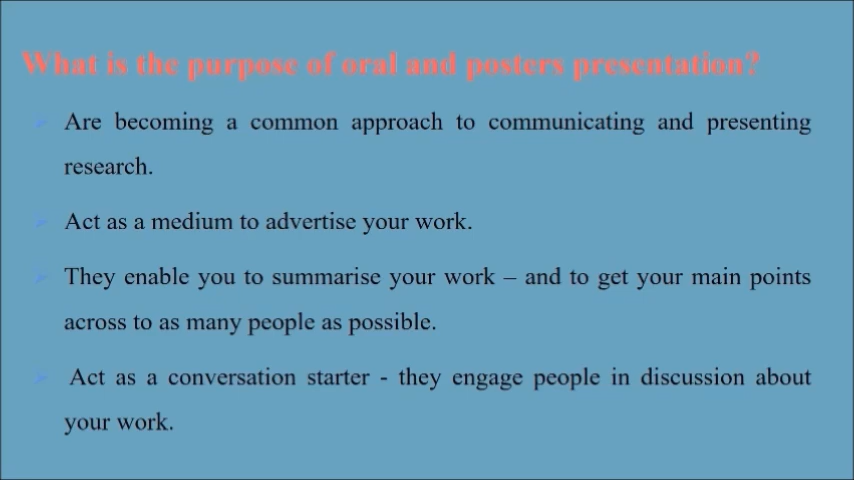 What is the purpose of oral and posters presentation?
Are becoming a common approach to communicating and presenting
research.
Act as a medium to advertise your work.
They enable you to summarise your work – and to get your main points
across to as many people as possible.
Act as a conversation starter - they engage people in discussion about
your work.